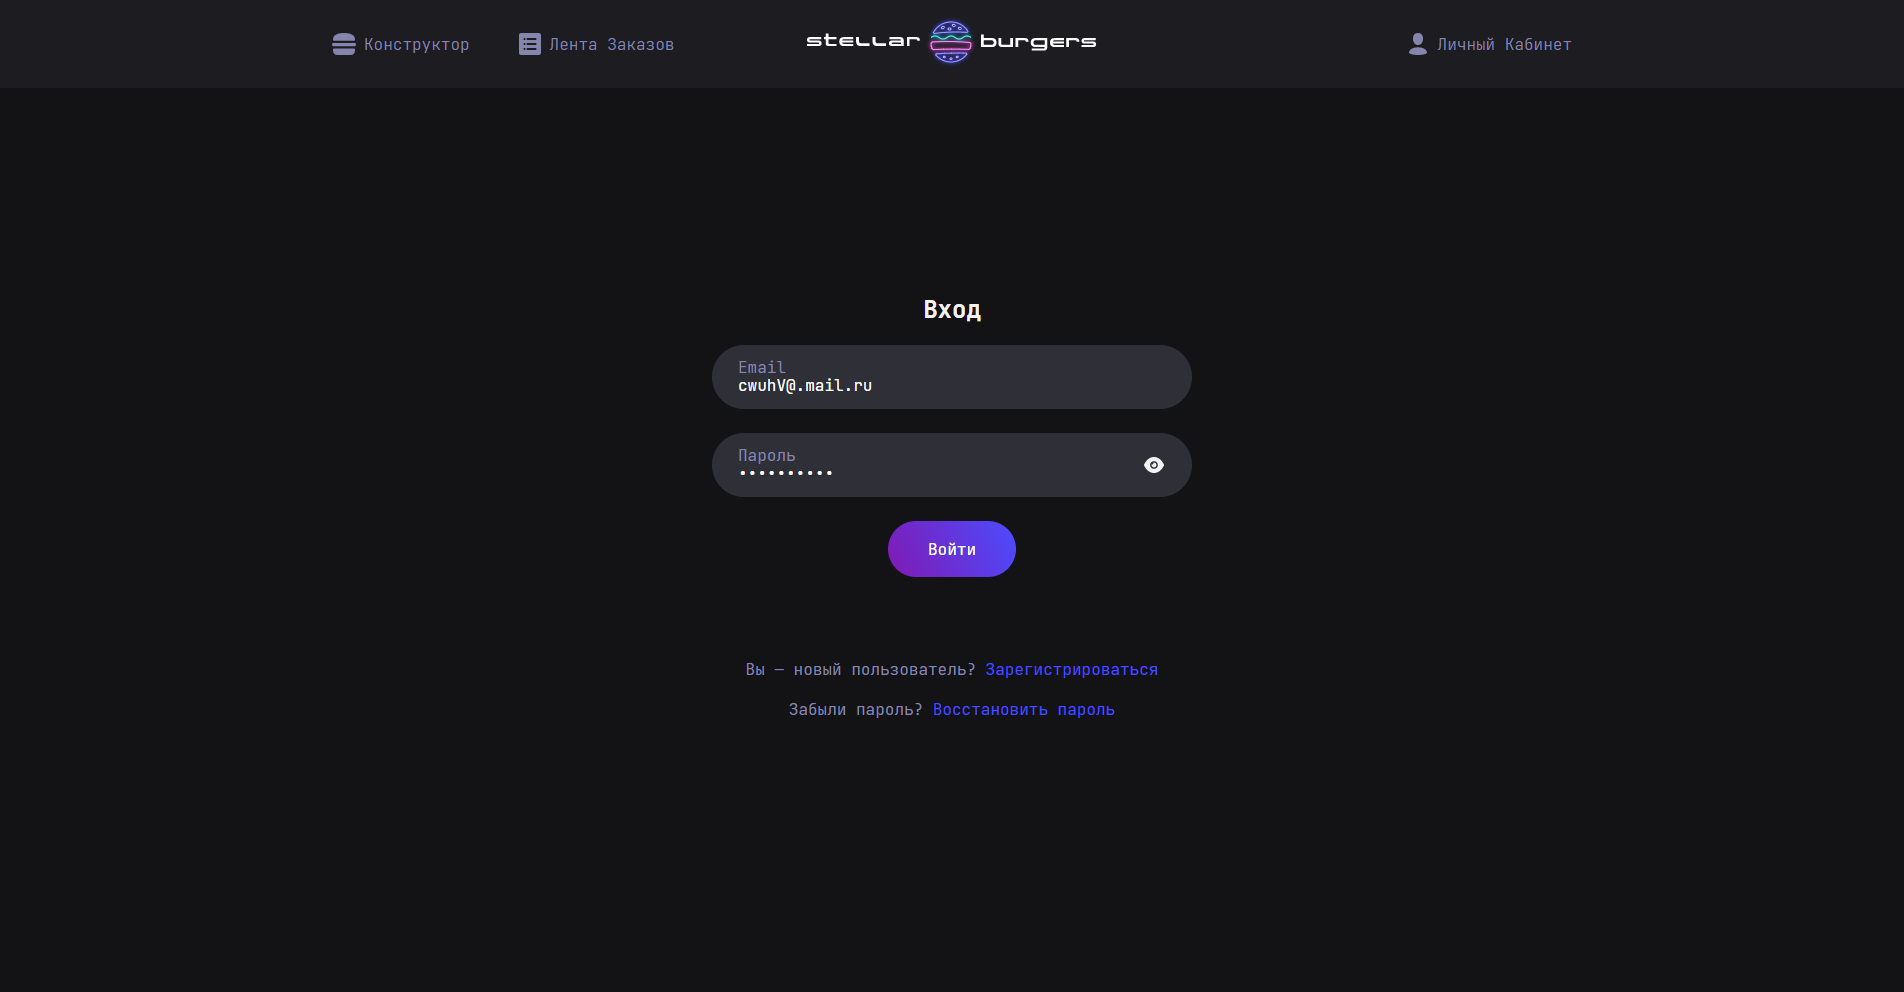 Конструктор
Лента Заказов
stellar burgers
Личный Кабинет
Вход
Email
cwuhV@.mail.ru
Пароль
••••••••••
Войти
Вы — новый пользователь? Зарегистрироваться
Забыли пароль? Восстановить пароль